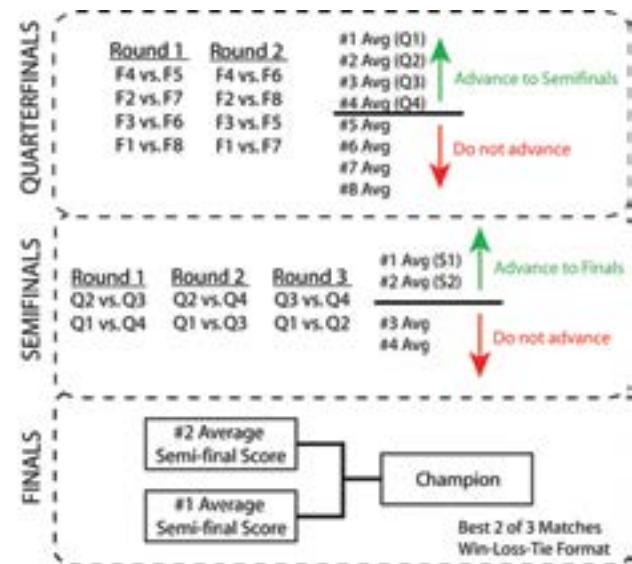 QUARTERFINALS
Round 1 Round 2
F4 vs. F5 F4 vs. F6
F2 vs. F7 F2 vs. F8
F3 vs. F6 F3 vs. F5
F1 vs. F8 F1 vs. F7
#1 Avg (Q1)
#2 Avg (Q2)
#3 Avg (Q3)
#4 Avg (Q4)
Advance to Semifinals
#5 Avg
#6 Avg
#7 Avg
#8 Avg
Do not advance
SEMIFINALS
Round 1 Round 2 Round 3
Q2 vs. Q3 Q2 vs. Q4 Q3 vs. Q4
Q1 vs. Q4 Q1 vs. Q3 Q1 vs. Q2
#1 Avg (S1)
#2 Avg (S2)
Advance to Finals
#3 Avg
#4 Avg
Do not advance
FINALS
#2 Average
Semi-final Score
#1 Average
Semi-final Score
Champion
Best 2 of 3 Matches
Win-Loss-Tie Format